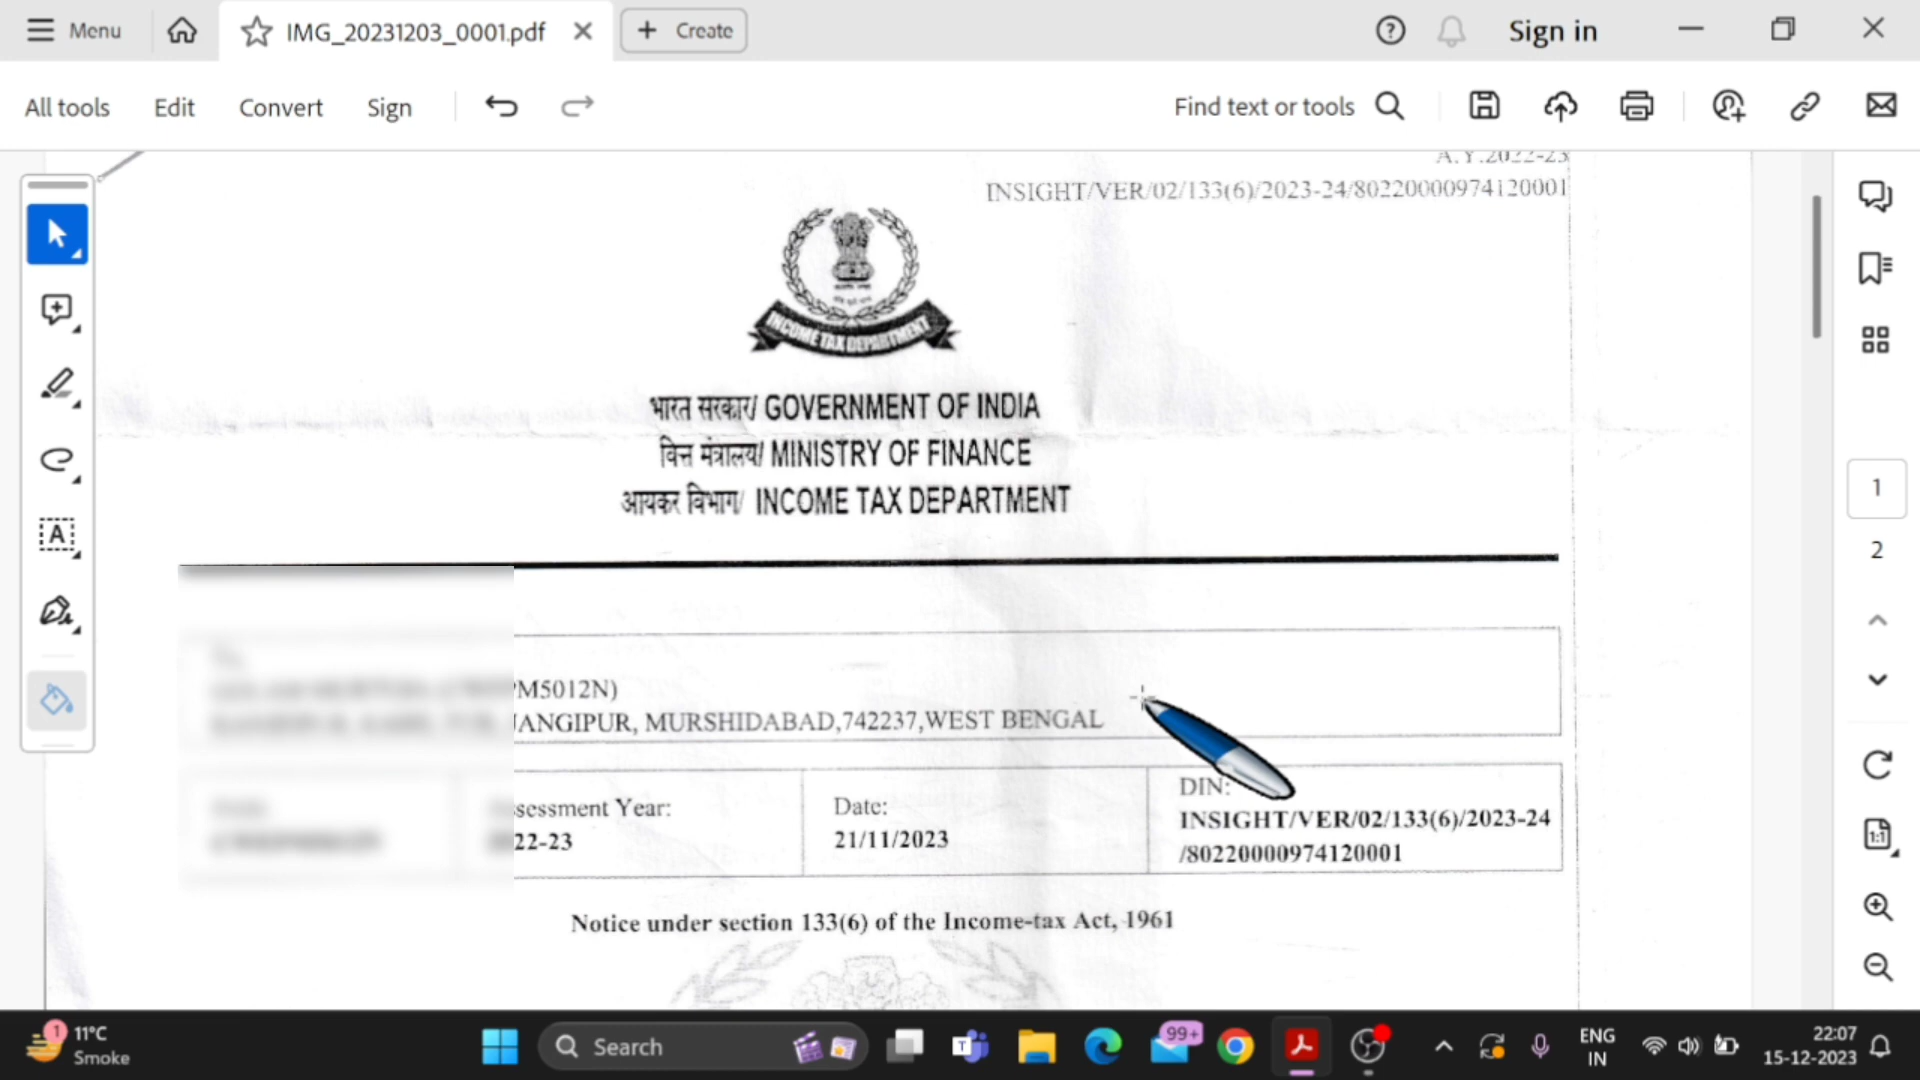 Menu
IMG_20231203_0001.pdf
Create
Sign in
All tools
Edit
Convert
Sign
Find text or tools
A.Y.2022-23
INSIGHT/VER/02/133(6)/2023-24/80220000974120001
INCOME TAX DEPARTMENT
भारत सरकार/ GOVERNMENT OF INDIA
वित्त मंत्रालय/ MINISTRY OF FINANCE
आयकर विभाग/ INCOME TAX DEPARTMENT
M5012N)
JANGIPUR, MURSHIDABAD,742237,WEST BENGAL
ssessment Year:
22-23
Date:
21/11/2023
DIN:
INSIGHT/VER/02/133(6)/2023-24
/80220000974120001
Notice under section 133(6) of the Income-tax Act, 1961
1
2
1
11°C
Smoke
Search
99+
ENG
IN
22:07
15-12-2023